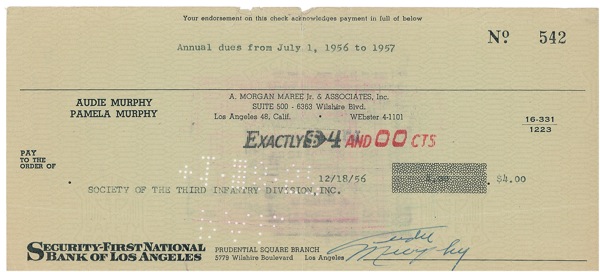 Your endorsement on this check acknowledges payment in full of below
Annual dues from July 1, 1956 to 1957
No 542
A. MORGAN MAREE Jr. & ASSOCIATES, Inc.
SUITE 500 - 6363 Wilshire Blvd.
Los Angeles 48, Calif. • WEbster 4-1101
AUDIE MURPHY
PAMELA MURPHY
16-331
1223
EXACTLY $4 AND 00 CTS
PAY
TO THE
ORDER OF
12/18/56 $4.00
SOCIETY OF THE THIRD INFANTRY DIVISION, INC.
SECURITY-FIRST NATIONAL
BANK OF LOS ANGELES
PRUDENTIAL SQUARE BRANCH
5779 Wilshire Boulevard Los Angeles
Audie
Murphy